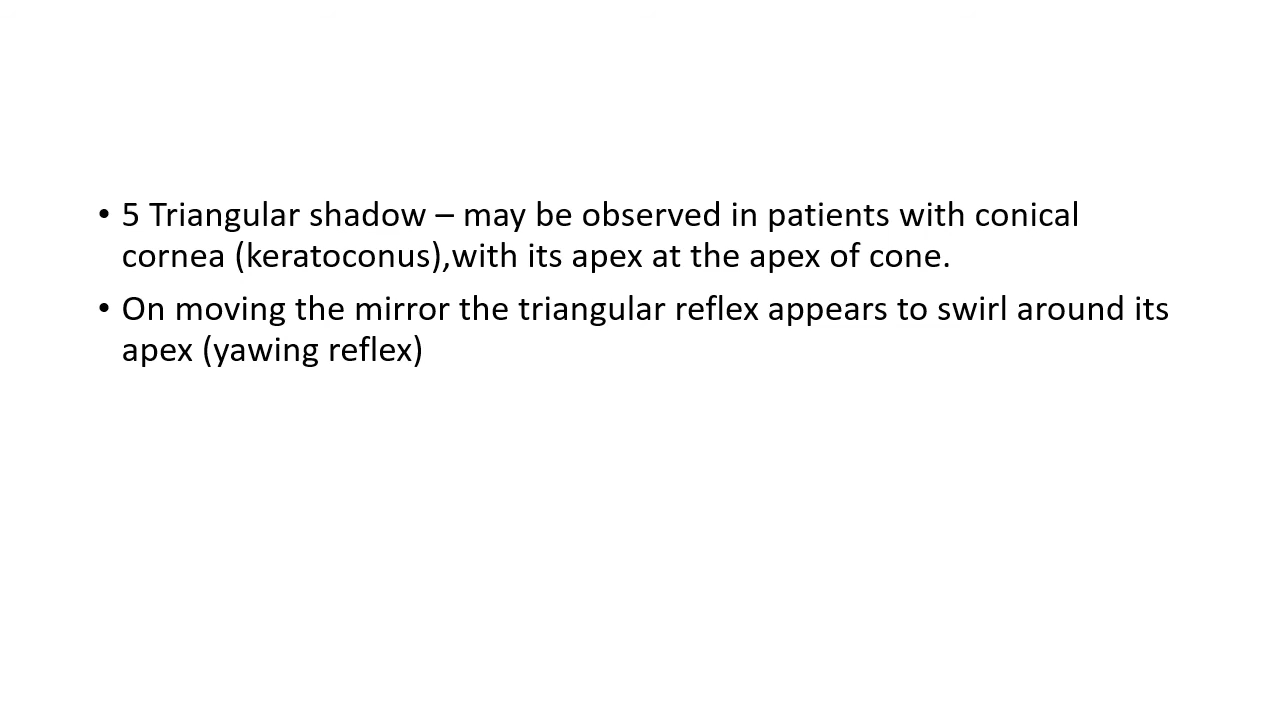 • 5 Triangular shadow – may be observed in patients with conical
cornea (keratoconus),with its apex at the apex of cone.
• On moving the mirror the triangular reflex appears to swirl around its
apex (yawing reflex)